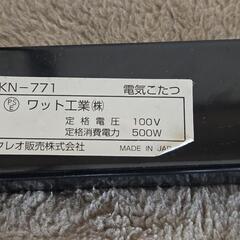 KN-771 電気こたつ
PSE ワット工業㈱
定格電圧 100V
定格消費電力 500W
クレオ販売株式会社 MADE IN JAP